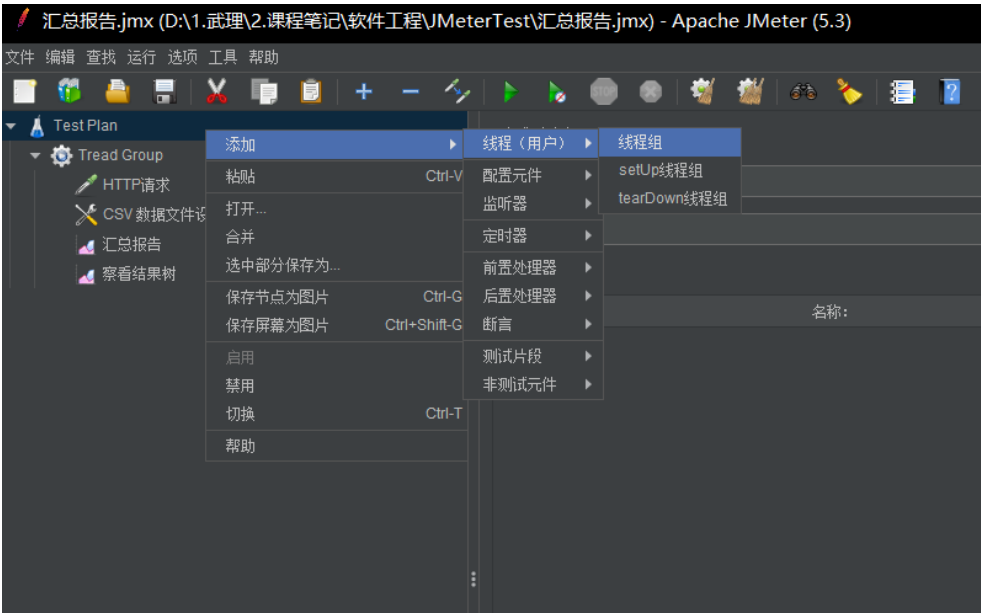 汇总报告.jmx (D:\1.武理\2.课程笔记\软件工程\JMeterTest\汇总报告.jmx) - Apache JMeter (5.3)
文件 编辑 查找 运行 选项 工具 帮助
STOP
Test Plan
Tread Group
HTTP请求
CSV 数据文件设
汇总报告
察看结果树
添加
粘贴 Ctrl-V
打开...
合并
选中部分保存为...
保存节点为图片 Ctrl-G
保存屏幕为图片 Ctrl+Shift-G
启用
禁用
切换 Ctrl-T
帮助
线程（用户）
配置元件
监听器
定时器
前置处理器
后置处理器
断言
测试片段
非测试元件
线程组
setUp线程组
tearDown线程组
名称: